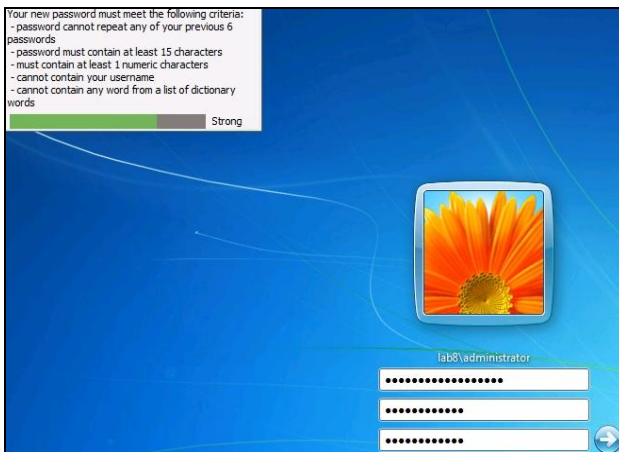 Your new password must meet the following criteria:
- password cannot repeat any of your previous 6
passwords
- password must contain at least 15 characters
- must contain at least 1 numeric characters
- cannot contain your username
- cannot contain any word from a list of dictionary
words
Strong
lab8\administrator